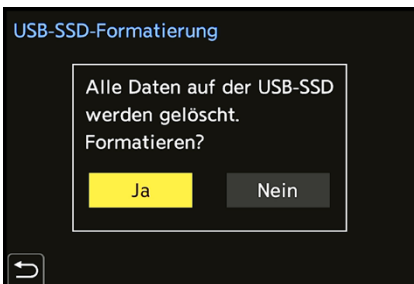 USB-SSD-Formatierung
Alle Daten auf der USB-SSD
werden gelöscht.
Formatieren?
Ja
Nein